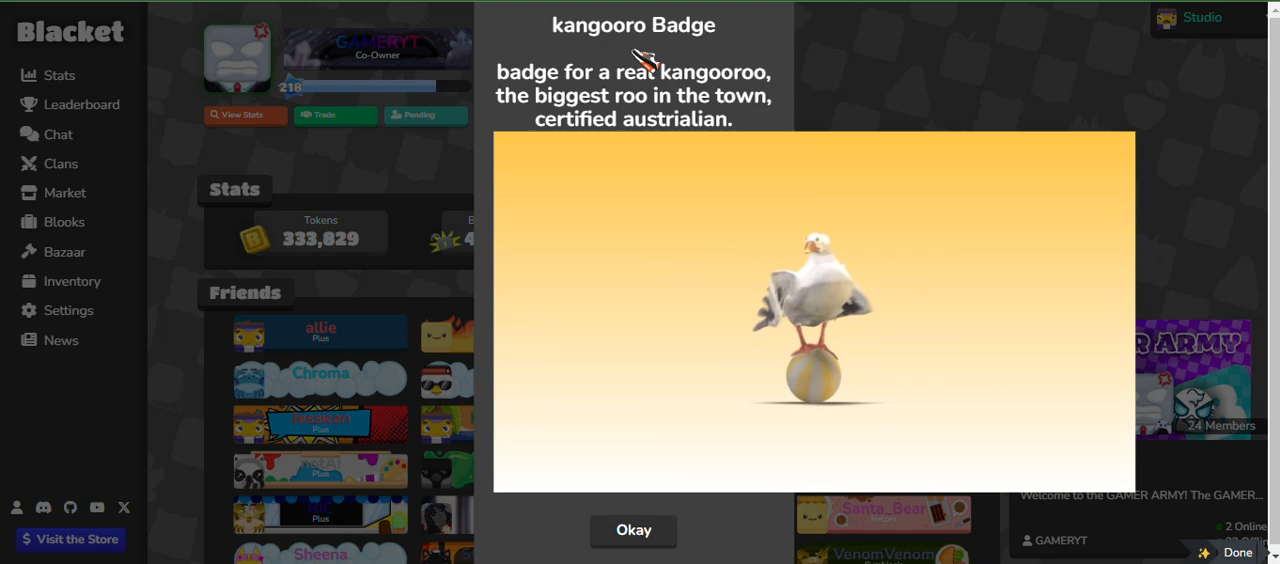 Blacket
Stats
Leaderboard
Chat
Clans
Market
Blooks
Bazaar
Inventory
Settings
News
$ Visit the Store
GAMERYT
Co-Owner
218
View Stats
Trade
Pending
Stats
Tokens
333,829
Friends
allie
Plus
Chroma
Plus
Plus
Plus
Sheena
kangooro Badge
badge for a real kangooroo,
the biggest roo in the town,
certified austrialian.
Okay
Studio
ER ARMY
24 Members
Welcome to the GAMER ARMY! The GAMER...
2 Online
GAMERYT
Santa_Bear
Helper
VenomVenom
Done